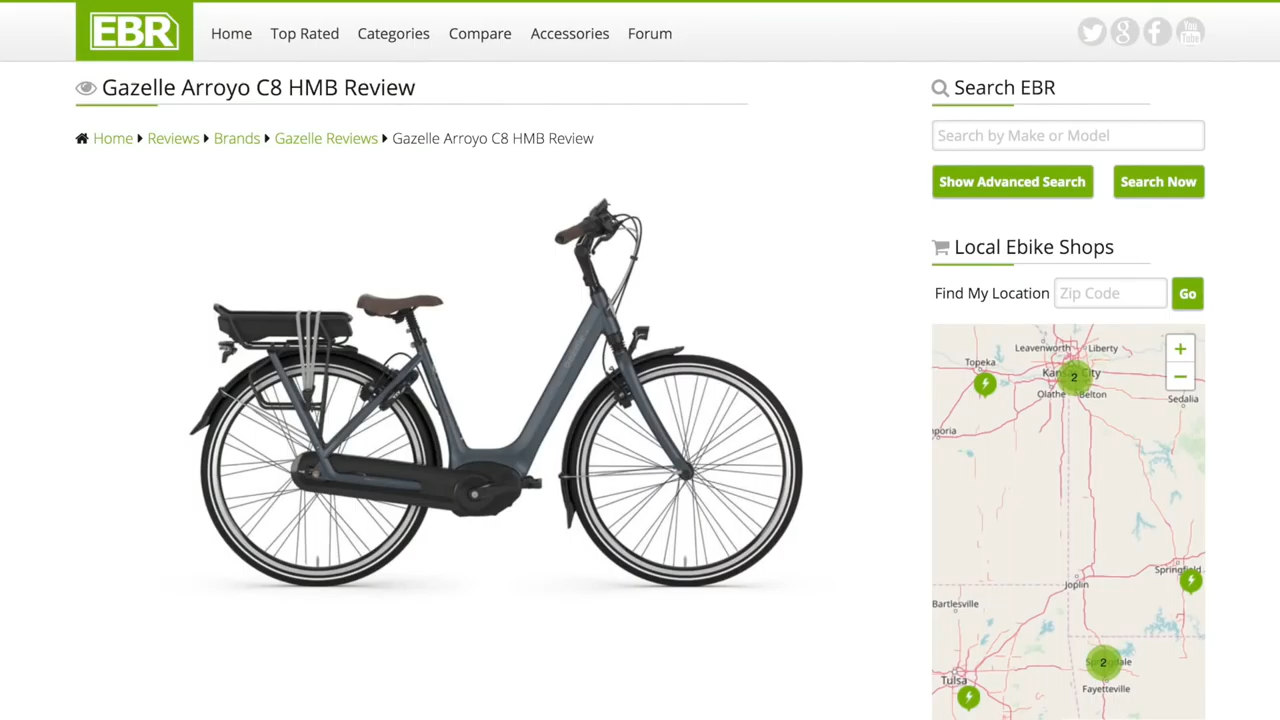 EBR
Home
Top Rated
Categories
Compare
Accessories
Forum
You
Tube
Gazelle Arroyo C8 HMB Review
Home Reviews Brands Gazelle Reviews Gazelle Arroyo C8 HMB Review
Search EBR
Search by Make or Model
Show Advanced Search
Search Now
Local Ebike Shops
Find My Location
Zip Code
Go
+
−
Leavenworth
Liberty
Topeka
2
Olathe
Belton
Sedalia
poria
Joplin
Springfield
Bartlesville
2
Tulsa
Fayetteville